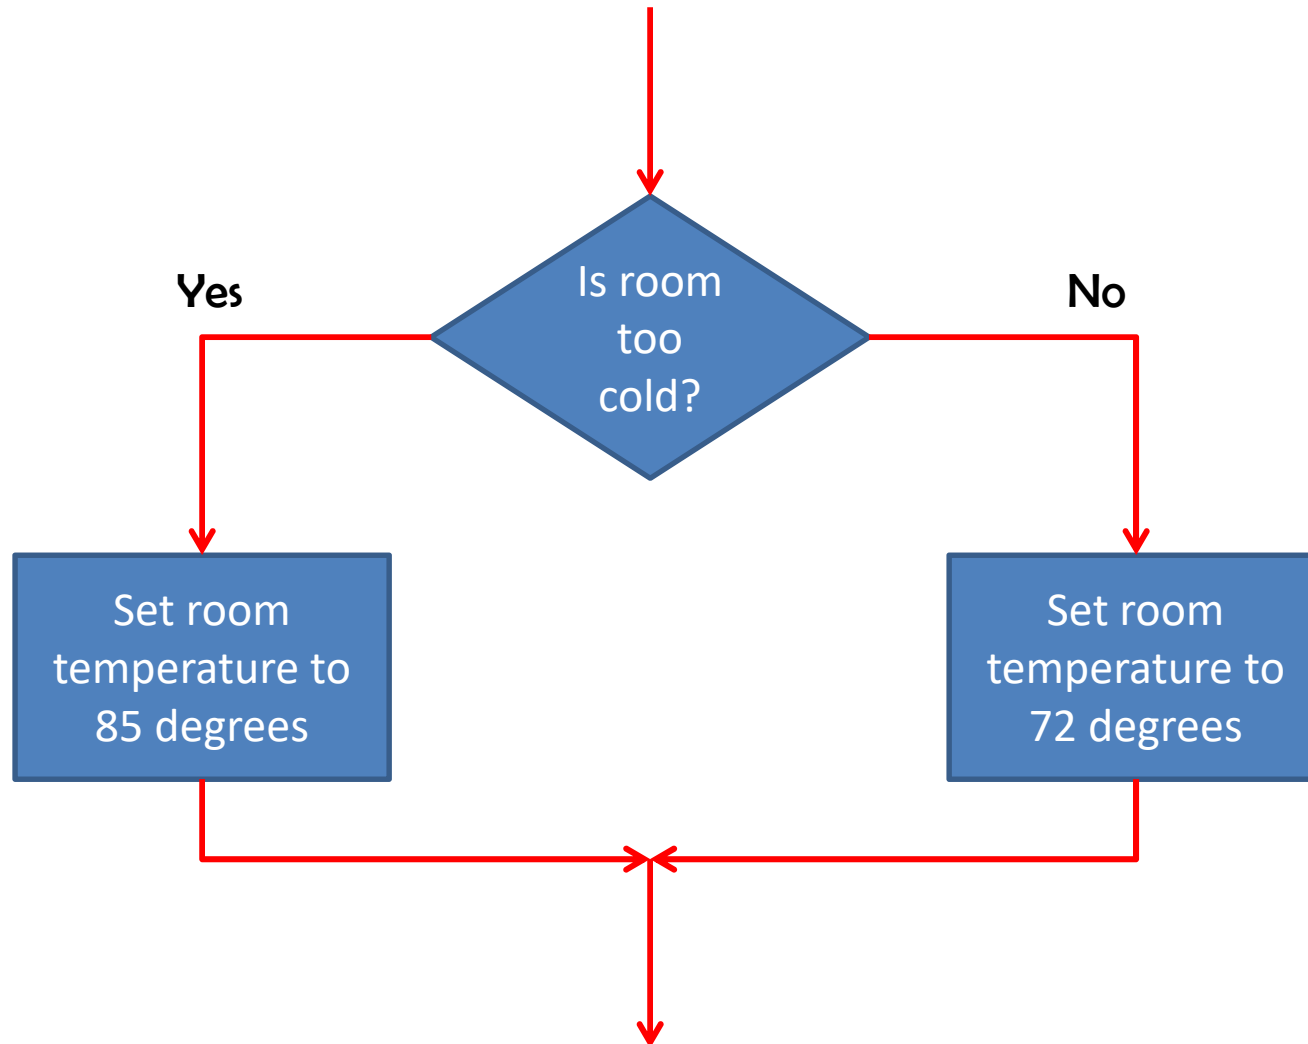 Is room
too
cold?
Yes
No
Set room
temperature to
85 degrees
Set room
temperature to
72 degrees